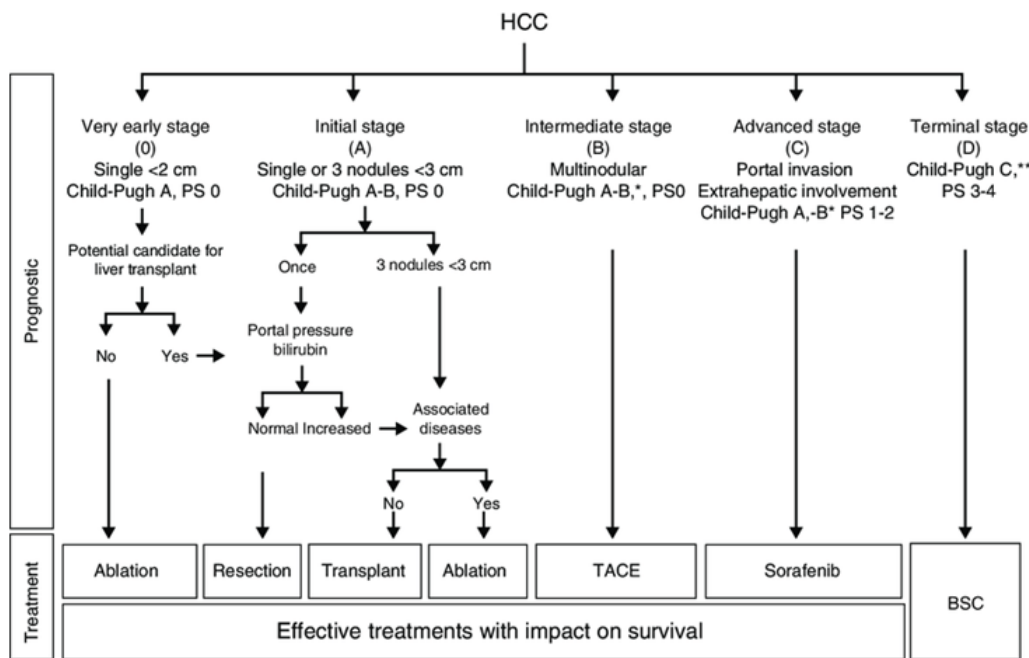 HCC
Prognostic
Very early stage
(0)
Single <2 cm
Child-Pugh A, PS 0
Potential candidate for
liver transplant
No
Yes
Initial stage
(A)
Single or 3 nodules <3 cm
Child-Pugh A-B, PS 0
Once
3 nodules <3 cm
Portal pressure
bilirubin
Normal Increased
Associated
diseases
No
Yes
Intermediate stage
(B)
Multinodular
Child-Pugh A-B,*, PS0
Advanced stage
(C)
Portal invasion
Extrahepatic involvement
Child-Pugh A,-B* PS 1-2
Terminal stage
(D)
Child-Pugh C,**
PS 3-4
Treatment
Ablation
Resection
Transplant
Ablation
TACE
Sorafenib
BSC
Effective treatments with impact on survival